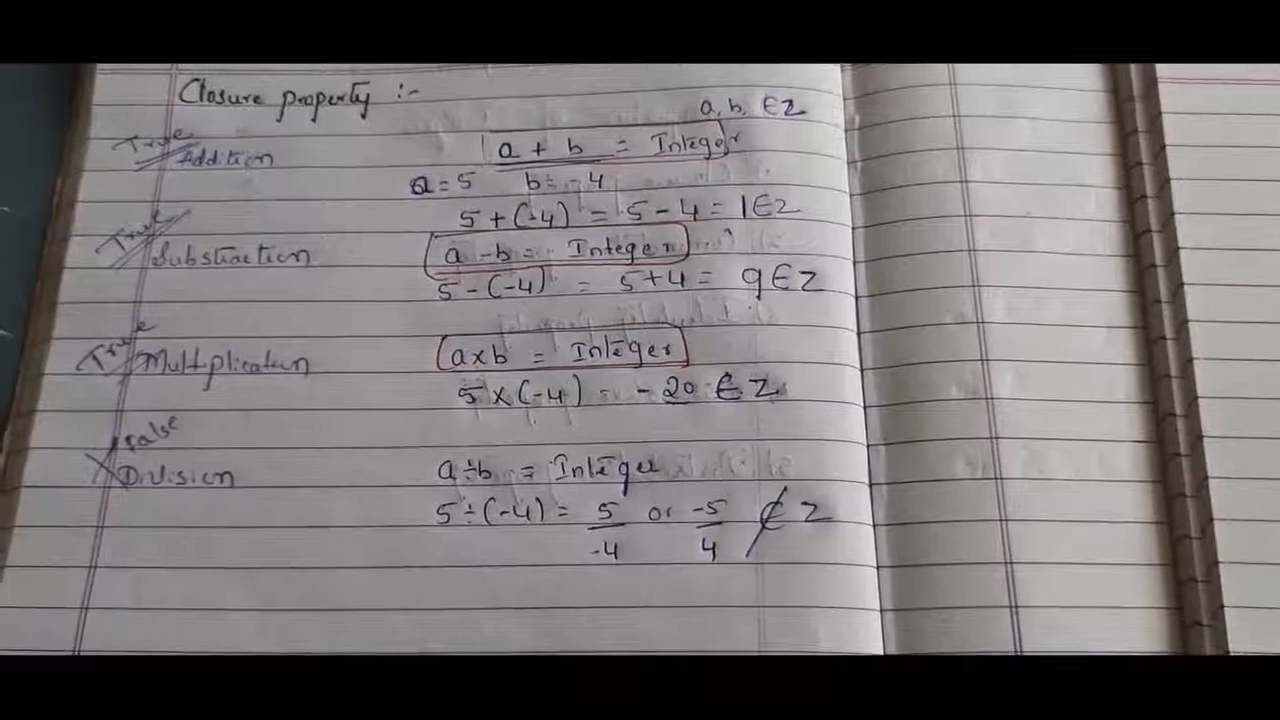 Closure property :-
a, b, ∈ Z
True
Addition a + b = Integer
a = 5 b = -4
5 + (-4) = 5 - 4 = 1 ∈ Z
True
Substraction a - b = Integer
5 - (-4) = 5 + 4 = 9 ∈ Z
True
Multiplication a × b = Integer
5 × (-4) = -20 ∈ Z
False
Division a ÷ b = Integer
5 ÷ (-4) = 5/-4 or -5/4 ∉ Z